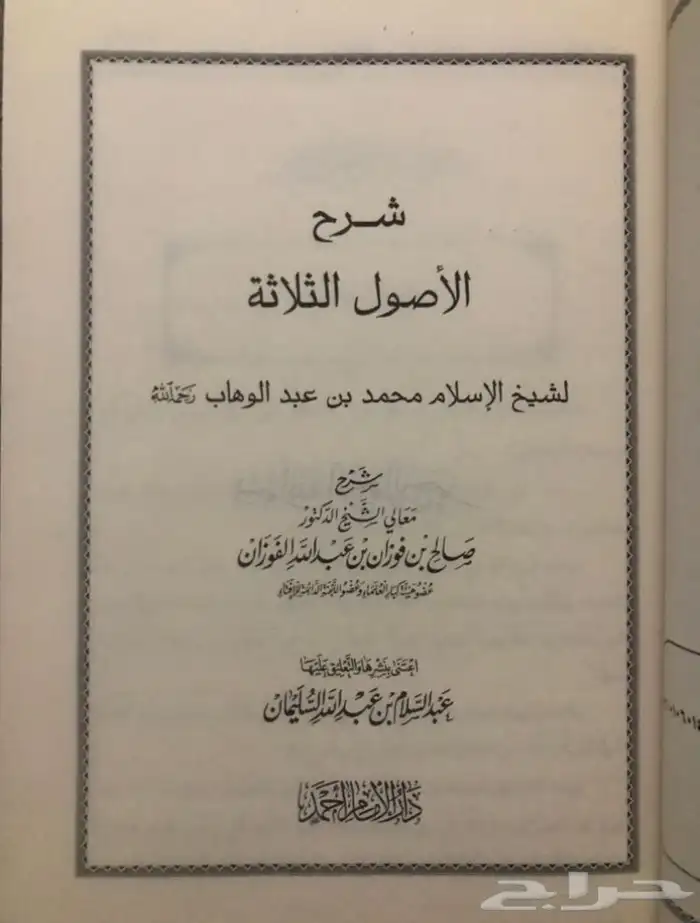 شرح
الأصول الثلاثة
لشيخ الإسلام محمد بن عبد الوهاب رَحِمَهُ اللَّهُ
شرح
معالي الشيخ الدكتور
صالح بن فوزان بن عبد الله الفوزان
عضو هيئة كبار العلماء وعضو اللجنة الدائمة للإفتاء
اعتنى بنشرها والتعليق عليها
عبد السلام بن عبد الله السليمان
دار الإمام أحمد
حراج